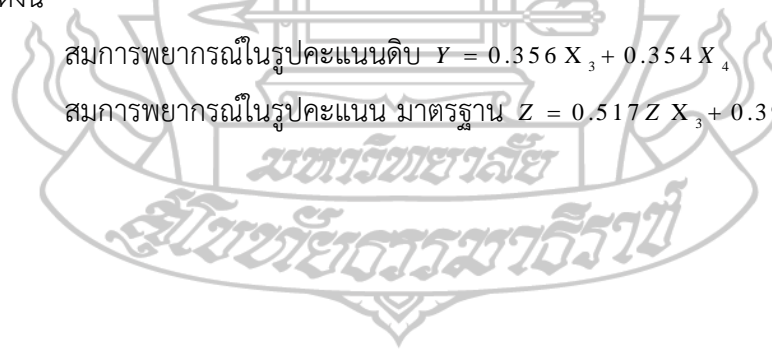 สมการพยากรณ์ในรูปคะแนนดิบ Y = 0.356 X₃ + 0.354 X₄
สมการพยากรณ์ในรูปคะแนน มาตรฐาน Z = 0.517 Z X₃ + 0.3
มหาวิทยาลัย
สุโขทัยธรรมาธิราช